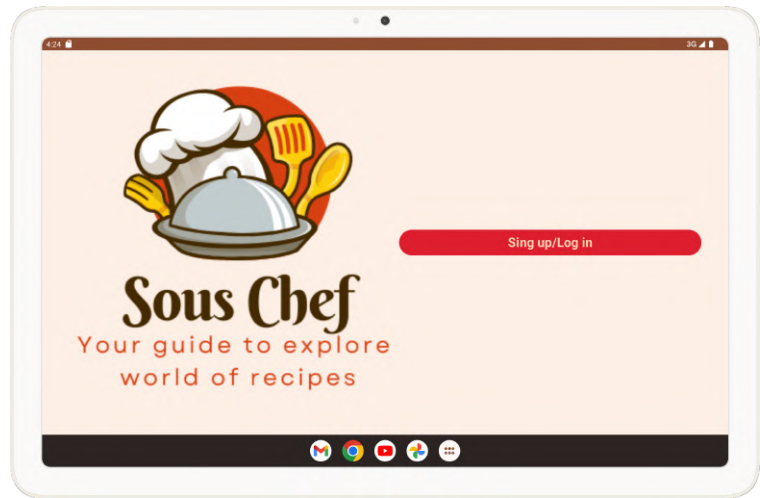 4:24
3G
Sing up/Log in
Sous Chef
Your guide to explore
world of recipes